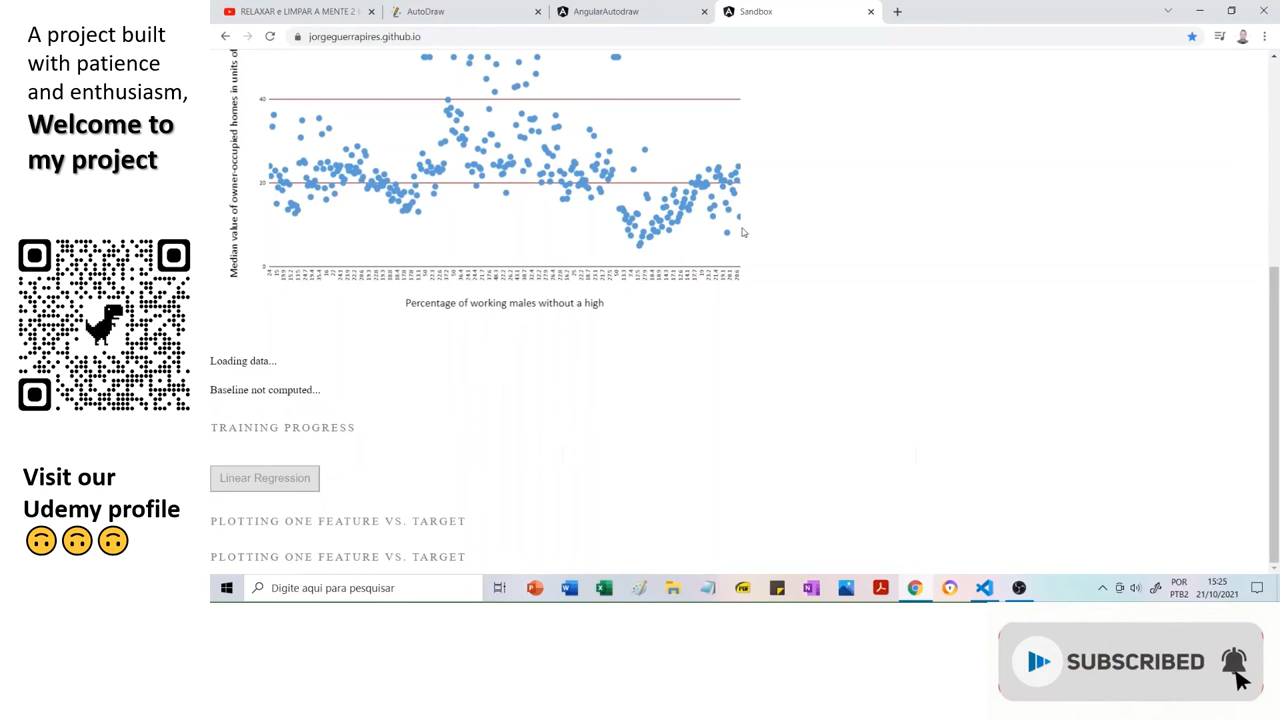 A project built
with patience
and enthusiasm,
Welcome to
my project
Visit our
Udemy profile
RELAXAR e LIMPAR A MENTE 2
AutoDraw
AngularAutodraw
Sandbox
jorgeguerrapires.github.io
Median value of owner-occupied homes in units of
40
20
0
Percentage of working males without a high
Loading data...
Baseline not computed...
TRAINING PROGRESS
Linear Regression
PLOTTING ONE FEATURE VS. TARGET
PLOTTING ONE FEATURE VS. TARGET
Digite aqui para pesquisar
POR
PTB2
15:25
21/10/2021
SUBSCRIBED